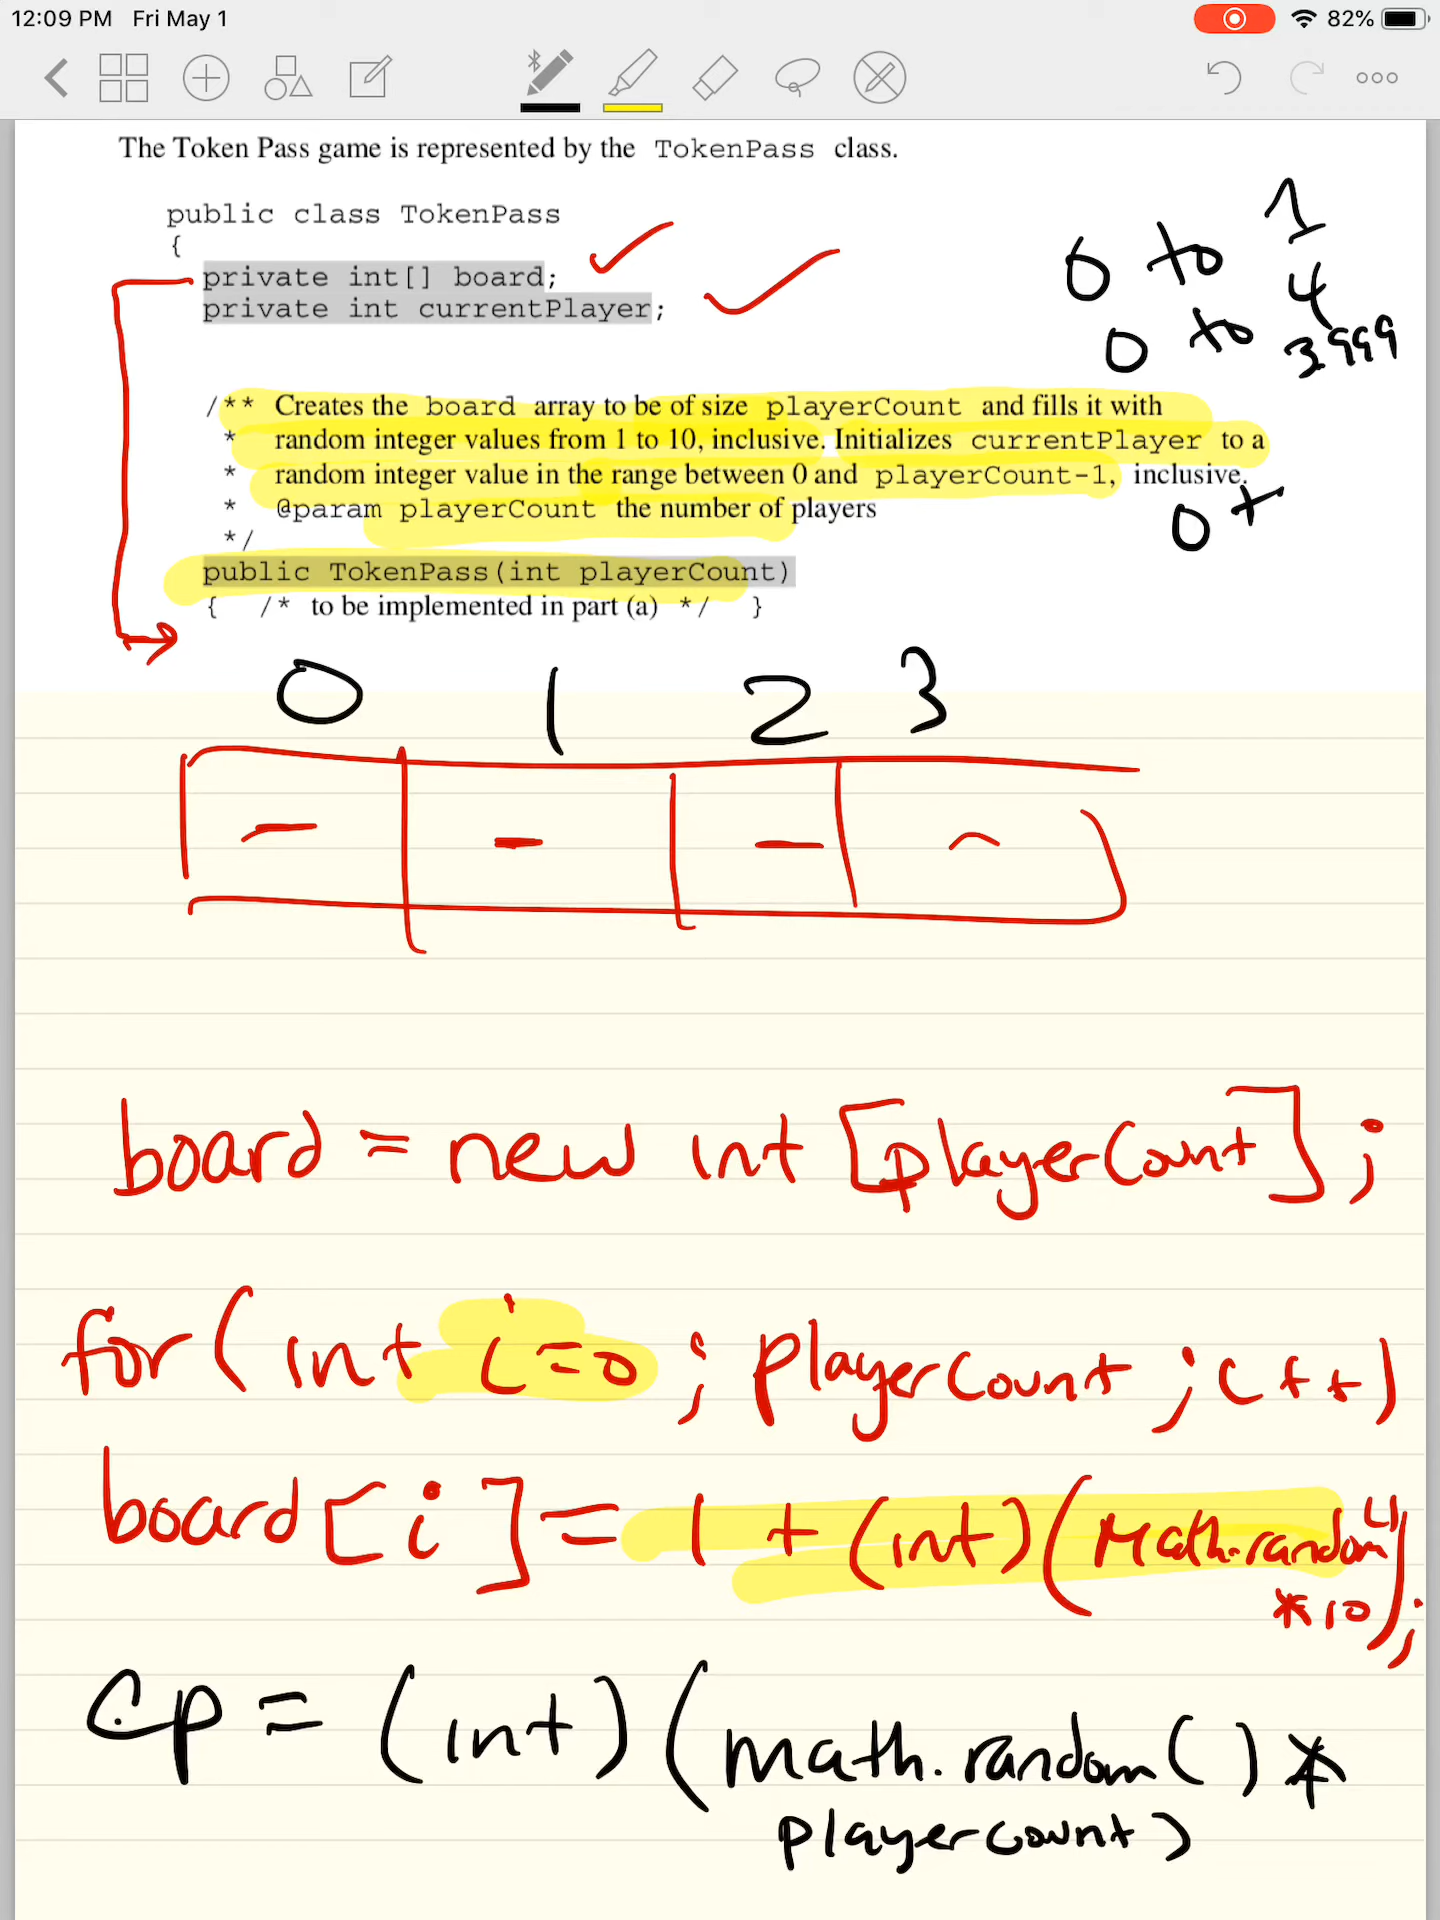 12:09 PM Fri May 1 82%
The Token Pass game is represented by the TokenPass class.
public class TokenPass
{
private int[] board;
private int currentPlayer;
0 to 1
4
0 to 3.999
/** Creates the board array to be of size playerCount and fills it with
* random integer values from 1 to 10, inclusive. Initializes currentPlayer to a
* random integer value in the range between 0 and playerCount-1, inclusive.
* @param playerCount the number of players
0 t
*/
public TokenPass(int playerCount)
{ /* to be implemented in part (a) */ }
0 1 2 3
board = new int [playerCount];
for ( int i=0 ; playerCount ; i++)
board [ i ] = 1 + (int) (Math.random()
*10);
Cp = (int) (math.random() *
playercount)